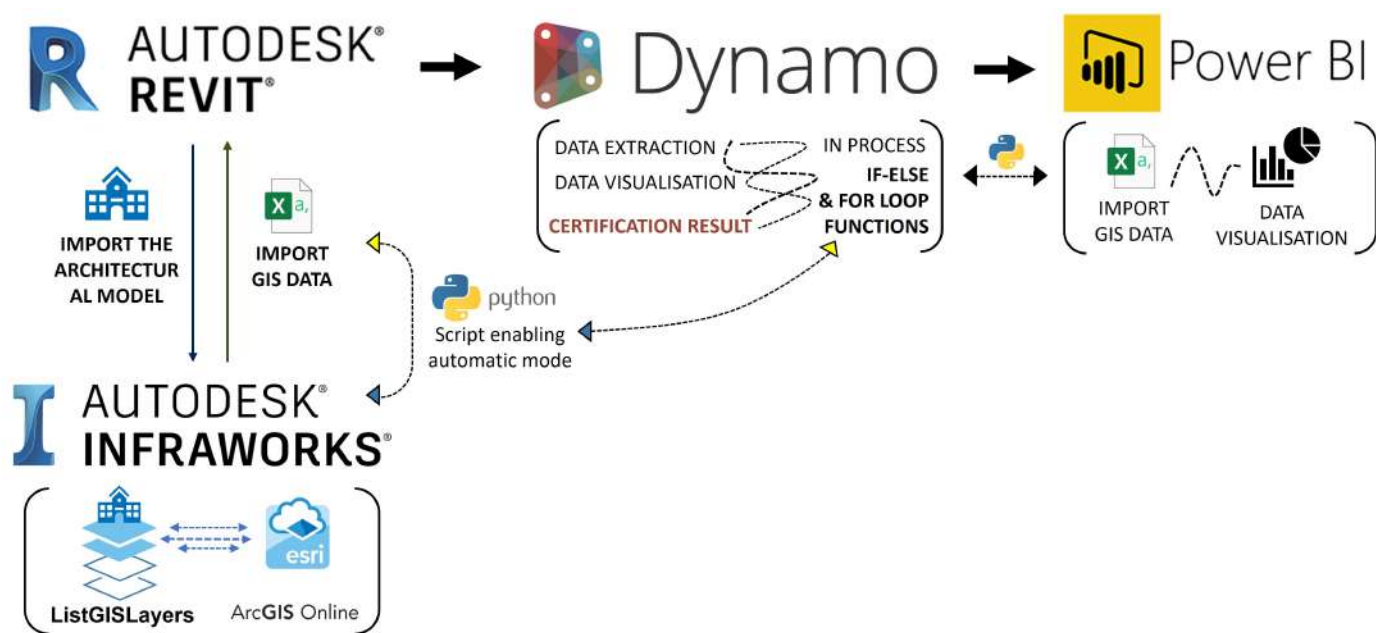 AUTODESK®
REVIT®
Dynamo
Power BI
DATA EXTRACTION
DATA VISUALISATION
CERTIFICATION RESULT
IN PROCESS
IF-ELSE
& FOR LOOP
FUNCTIONS
X a,
IMPORT
GIS DATA
DATA
VISUALISATION
IMPORT THE
ARCHITECTUR
AL MODEL
X a,
IMPORT
GIS DATA
python
Script enabling
automatic mode
AUTODESK®
INFRAWORKS®
esri
ListGISLayers
ArcGIS Online